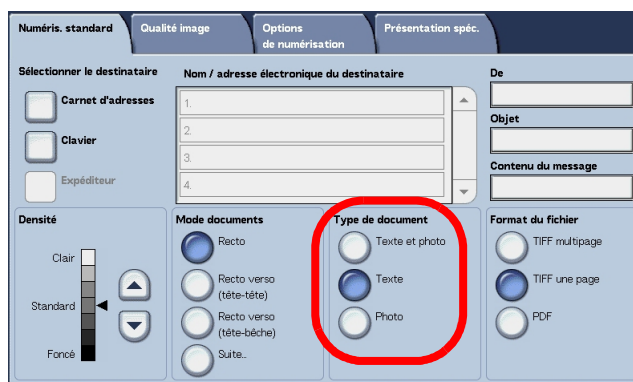 Numéris. standard
Qualité image
Options
de numérisation
Présentation spéc.
Sélectionner le destinataire
Nom / adresse électronique du destinataire
De
Carnet d'adresses
1.
Objet
Clavier
2.
3.
Contenu du message
Expéditeur
4.
Densité
Mode documents
Type de document
Format du fichier
Recto
Texte et photo
TIFF multipage
Clair
Recto verso
(tête-tête)
Texte
TIFF une page
Standard
Recto verso
(tête-bêche)
Photo
PDF
Foncé
Suite...